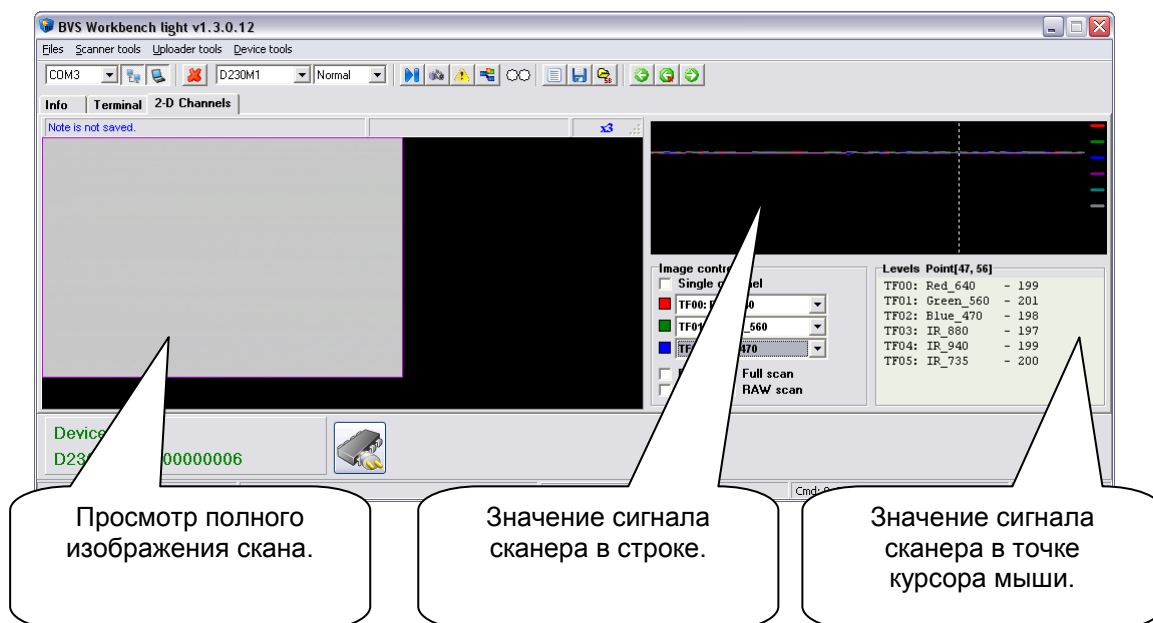 BVS Workbench light v1.3.0.12
Files Scanner tools Uploader tools Device tools
COM3 D230M1 Normal
Info Terminal 2-D Channels
Note is not saved. x3
Image contr
Single c nel
TF00:
TF01 _560
TF 470
Full scan
RAW scan
Levels Point[47, 56]
TF00: Red_640 - 199
TF01: Green_560 - 201
TF02: Blue_470 - 198
TF03: IR_880 - 197
TF04: IR_940 - 199
TF05: IR_735 - 200
Device
D23 00000006
Cmd:
Просмотр полного
изображения скана.
Значение сигнала
сканера в строке.
Значение сигнала
сканера в точке
курсора мыши.